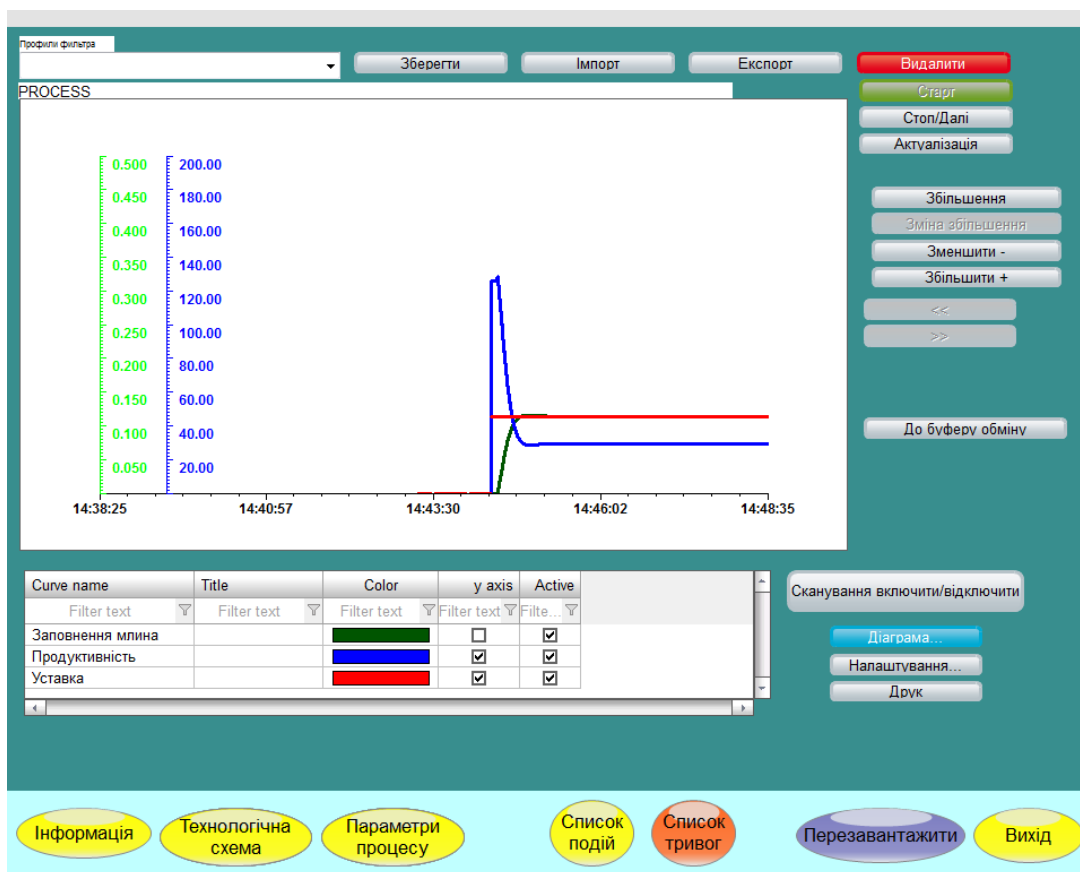 Профили фильтра
Зберегти
Імпорт
Експорт
Видалити
PROCESS
Старт
Стоп/Далі
Актуалізація
0.500
0.450
0.400
0.350
0.300
0.250
0.200
0.150
0.100
0.050
200.00
180.00
160.00
140.00
120.00
100.00
80.00
60.00
40.00
20.00
14:38:25
14:40:57
14:43:30
14:46:02
14:48:35
Збільшення
Зміна збільшення
Зменшити -
Збільшити +
<<
>>
До буферу обміну
Curve name Title Color y axis Active
Filter text Filter text Filter text Filter text Filte...
Заповнення млина
Продуктивність
Уставка
Сканування включити/відключити
Діаграма...
Налаштування...
Друк
Інформація
Технологічна
схема
Параметри
процесу
Список
подій
Список
тривог
Перезавантажити
Вихід